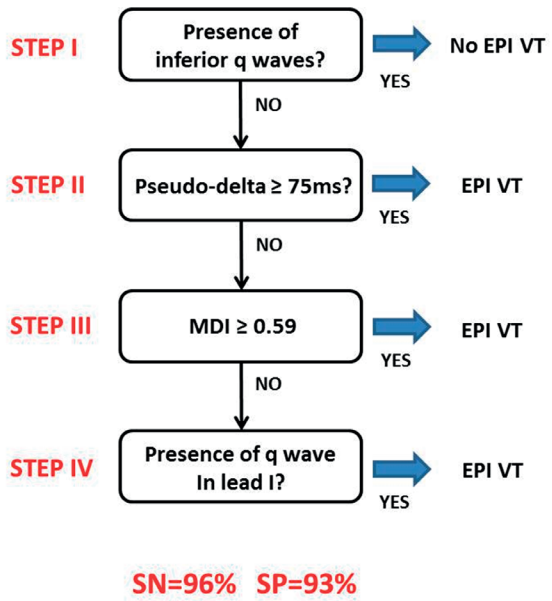 STEP I
Presence of
inferior q waves?
YES
No EPI VT
NO
STEP II
Pseudo-delta ≥ 75ms?
YES
EPI VT
NO
STEP III
MDI ≥ 0.59
YES
EPI VT
NO
STEP IV
Presence of q wave
In lead I?
YES
EPI VT
SN=96% SP=93%